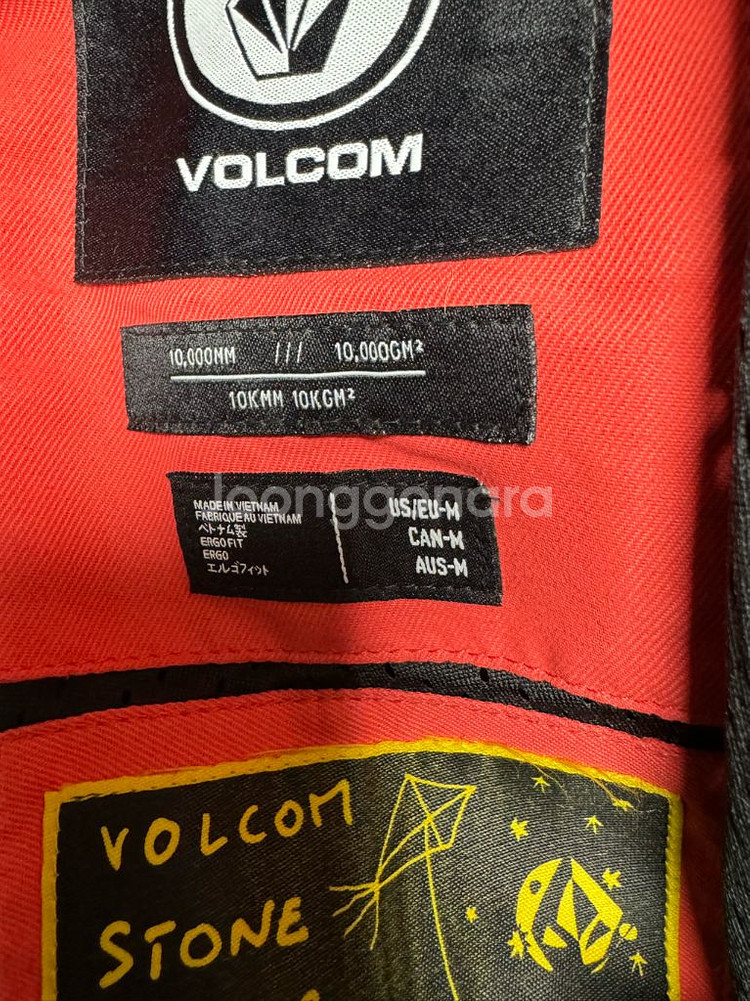 VOLCOM
10,000MM /// 10,000GM²
10KMM 10KGM²
loonggonara
MADE IN VIETNAM
FABRIQUE AU VIETNAM
ベトナム製
ERGO FIT
ERGO
エルゴフィット
US/EU-M
CAN-M
AUS-M
VOLCOM
STONE